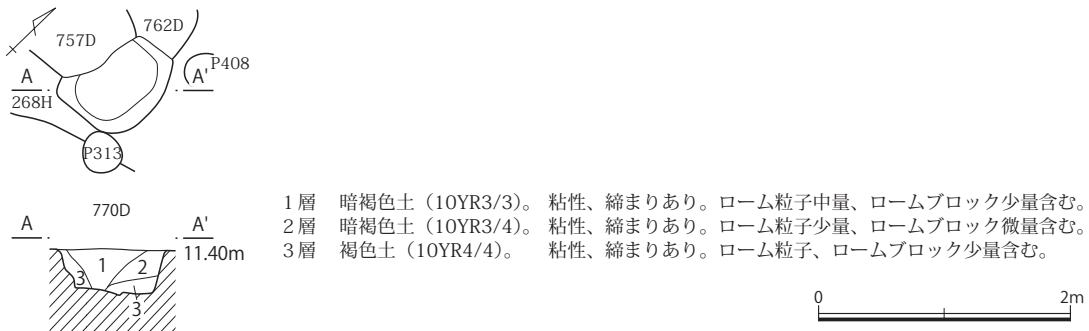 762D
757D
P408
A A'
268H
P313
770D
A A'
11.40m
1
2
3
3
1層 暗褐色土（10YR3/3）。 粘性、締まりあり。ローム粒子中量、ロームブロック少量含む。
2層 暗褐色土（10YR3/4）。 粘性、締まりあり。ローム粒子少量、ロームブロック微量含む。
3層 褐色土（10YR4/4）。 粘性、締まりあり。ローム粒子、ロームブロック少量含む。
0 2m